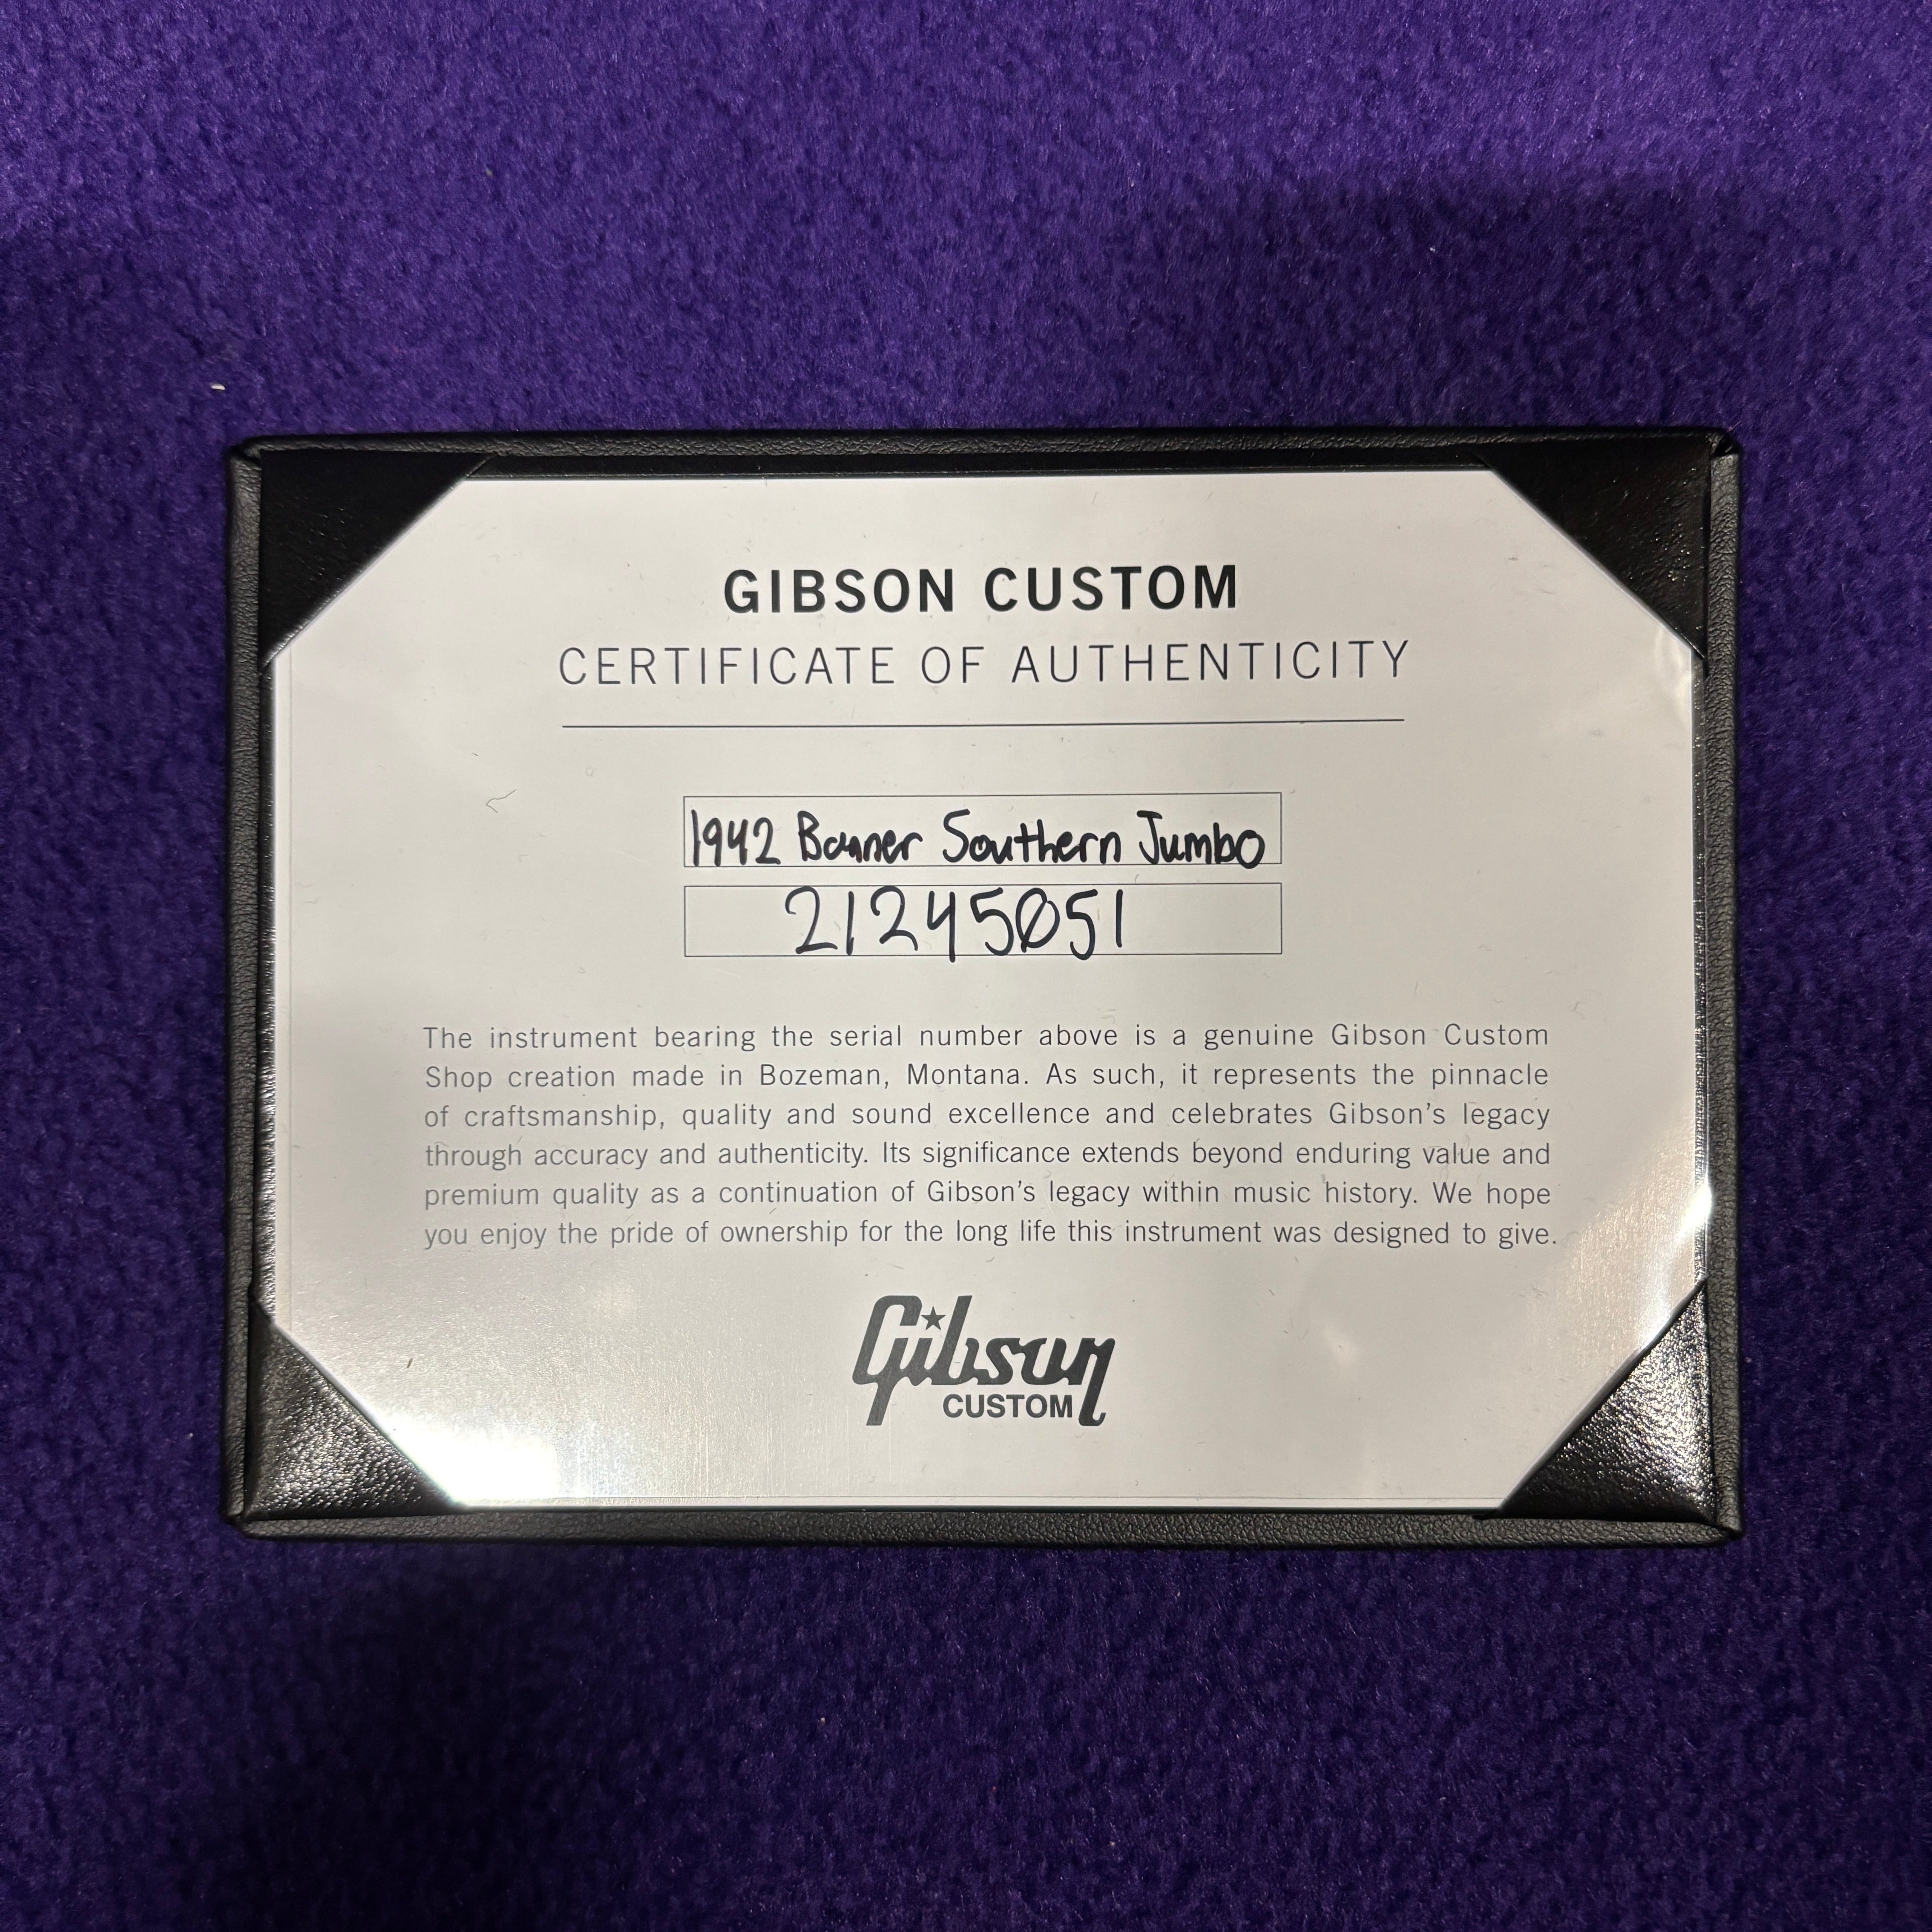 GIBSON CUSTOM
CERTIFICATE OF AUTHENTICITY
1942 Banner Southern Jumbo
21245051
The instrument bearing the serial number above is a genuine Gibson Custom
Shop creation made in Bozeman, Montana. As such, it represents the pinnacle
of craftsmanship, quality and sound excellence and celebrates Gibson's legacy
through accuracy and authenticity. Its significance extends beyond enduring value and
premium quality as a continuation of Gibson's legacy within music history. We hope
you enjoy the pride of ownership for the long life this instrument was designed to give.
Gibson
CUSTOM